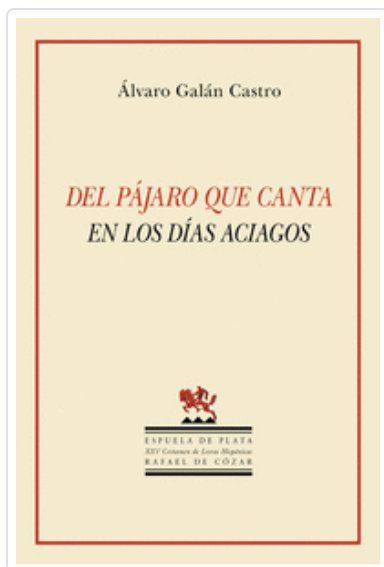 Álvaro Galán Castro
DEL PÁJARO QUE CANTA
EN LOS DÍAS ACIAGOS
ESPUELA DE PLATA
XXV Certamen de Letras Hispánicas
RAFAEL DE CÓZAR